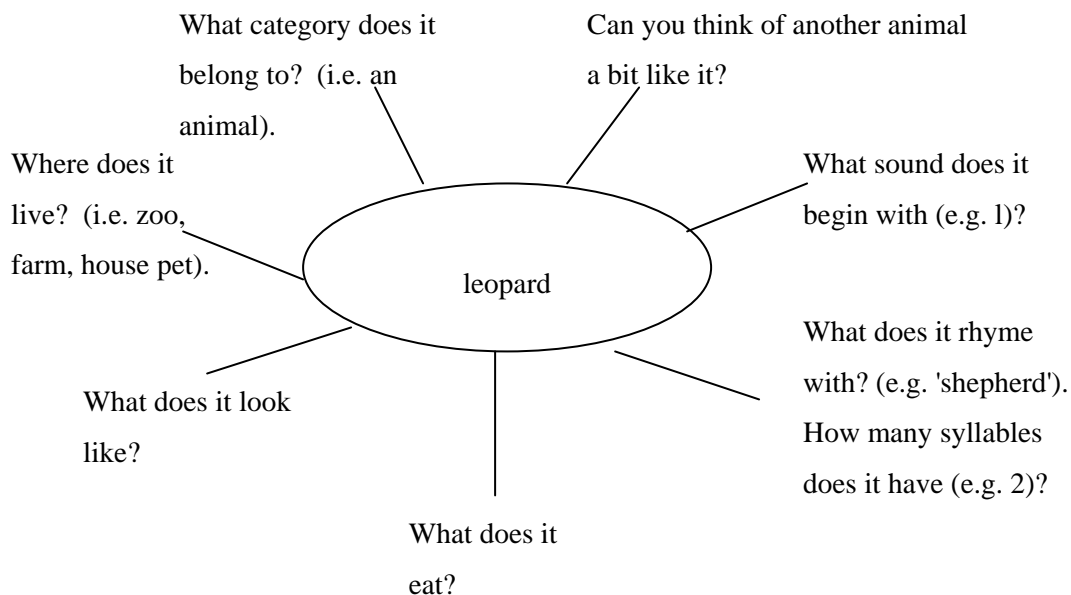 What category does it
belong to?  (i.e. an
animal).
Can you think of another animal
a bit like it?
Where does it
live?  (i.e. zoo,
farm, house pet).
What sound does it
begin with (e.g. l)?
leopard
What does it rhyme
with? (e.g. 'shepherd').
How many syllables
does it have (e.g. 2)?
What does it look
like?
What does it
eat?